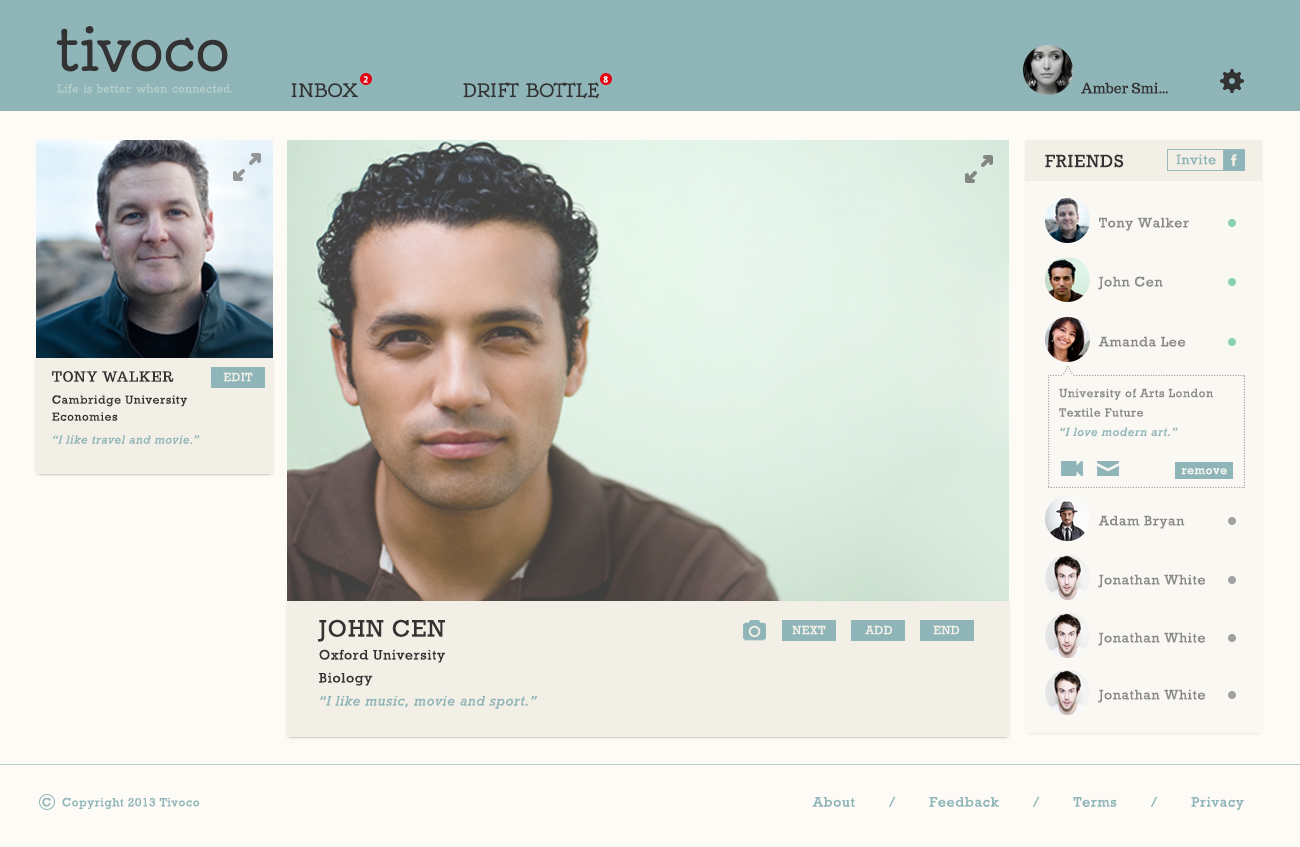 tivoco
Life is better when connected.
INBOX 2
DRIFT BOTTLE 8
Amber Smi...
TONY WALKER
EDIT
Cambridge University
Economies
“I like travel and movie.”
JOHN CEN
NEXT
ADD
END
Oxford University
Biology
“I like music, movie and sport.”
FRIENDS
Invite f
Tony Walker
John Cen
Amanda Lee
University of Arts London
Textile Future
“I love modern art.”
remove
Adam Bryan
Jonathan White
Jonathan White
Jonathan White
© Copyright 2013 Tivoco
About / Feedback / Terms / Privacy